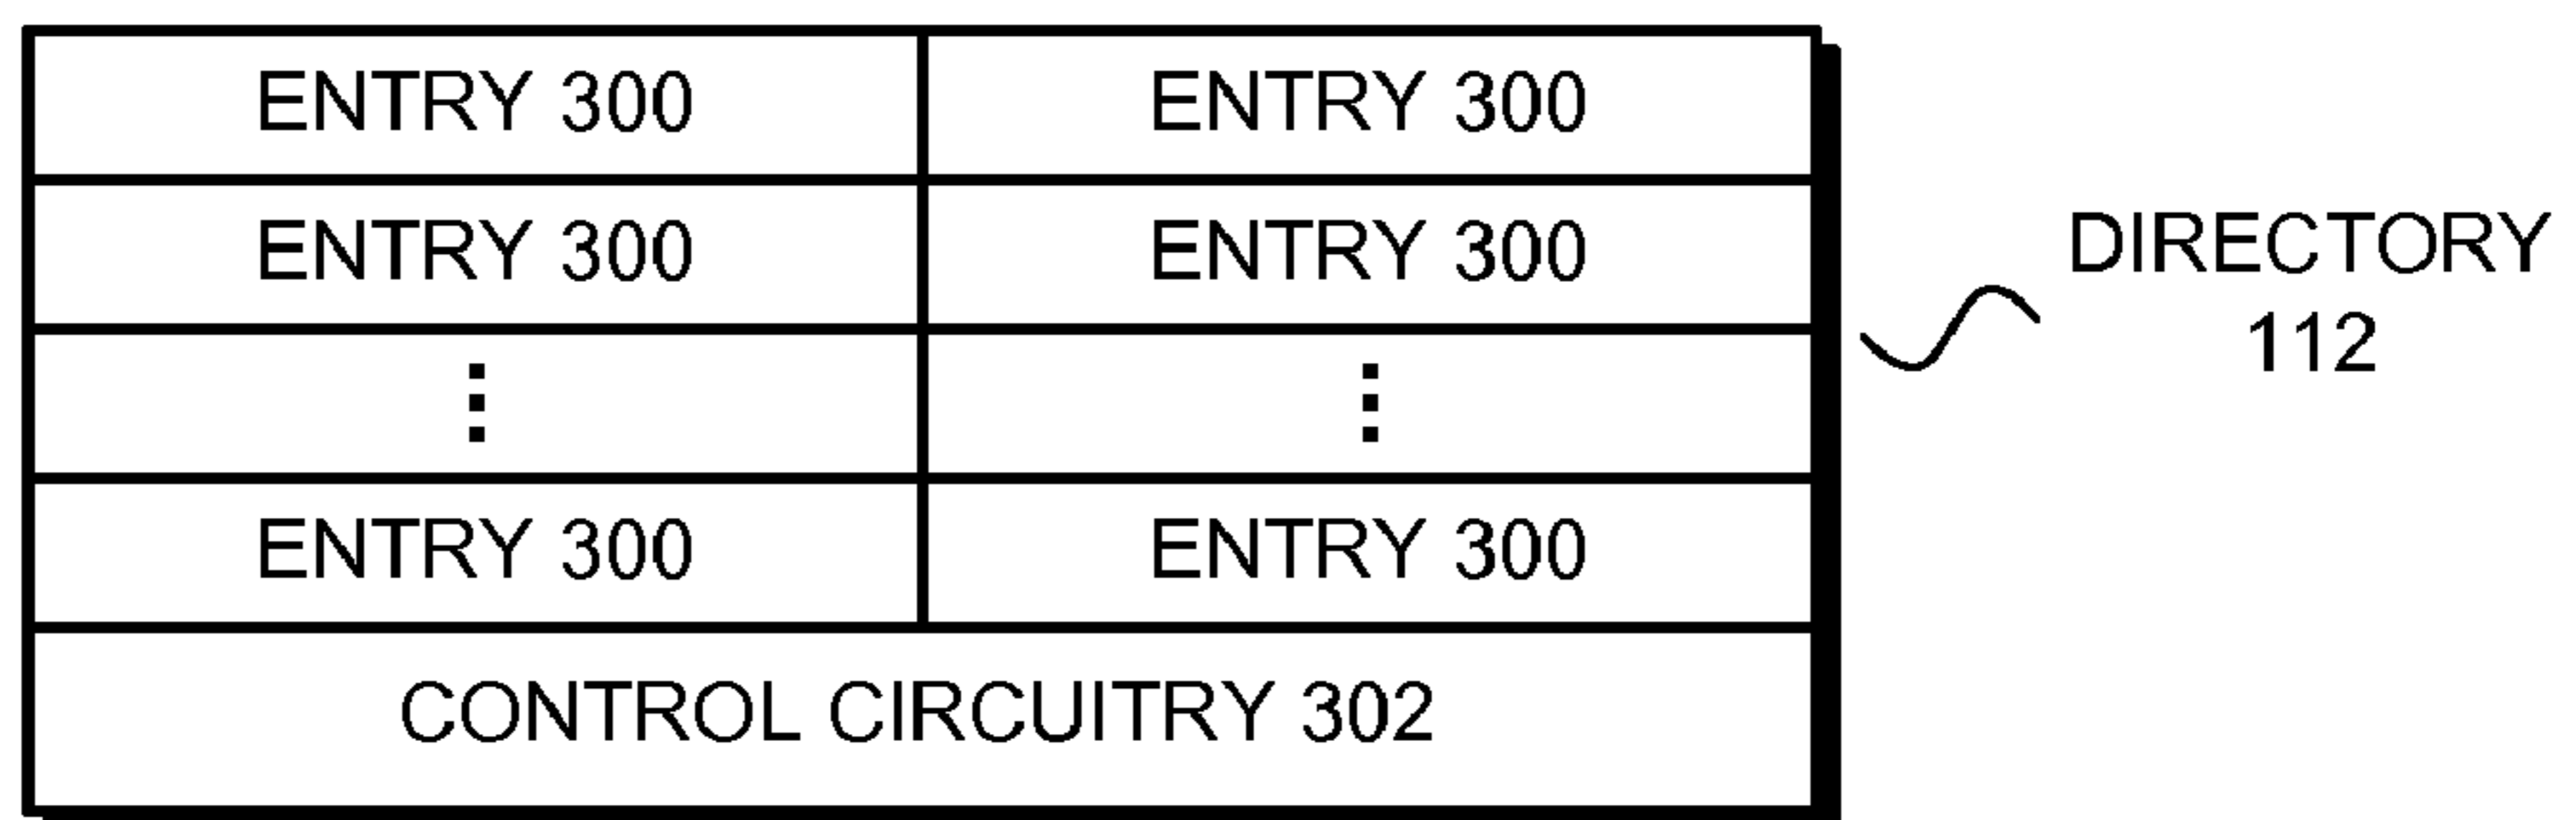 ENTRY 300 ENTRY 300
ENTRY 300 ENTRY 300
ENTRY 300 ENTRY 300
CONTROL CIRCUITRY 302
DIRECTORY
112